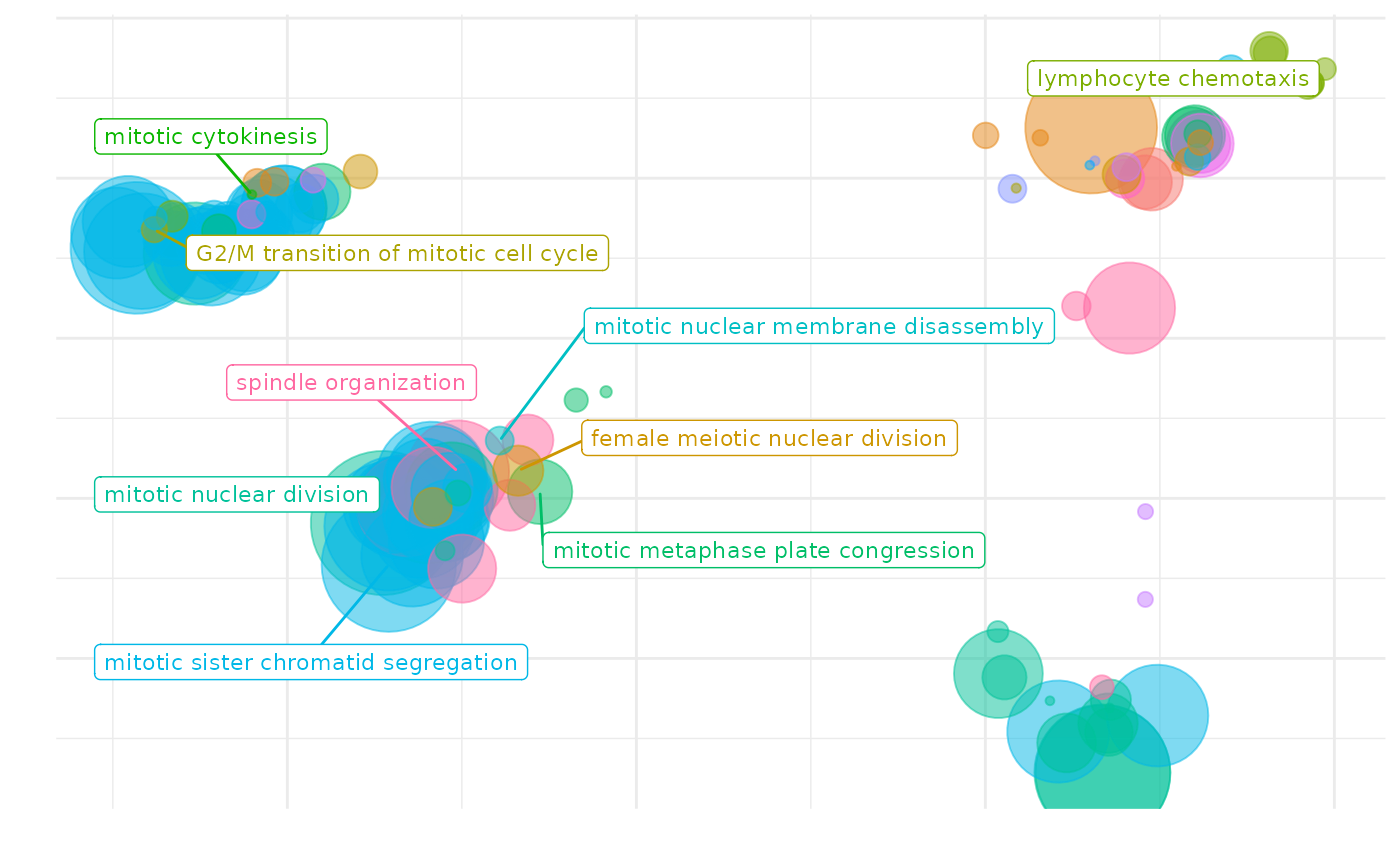 lymphocyte chemotaxis
mitotic cytokinesis
G2/M transition of mitotic cell cycle
mitotic nuclear membrane disassembly
spindle organization
female meiotic nuclear division
mitotic nuclear division
mitotic metaphase plate congression
mitotic sister chromatid segregation